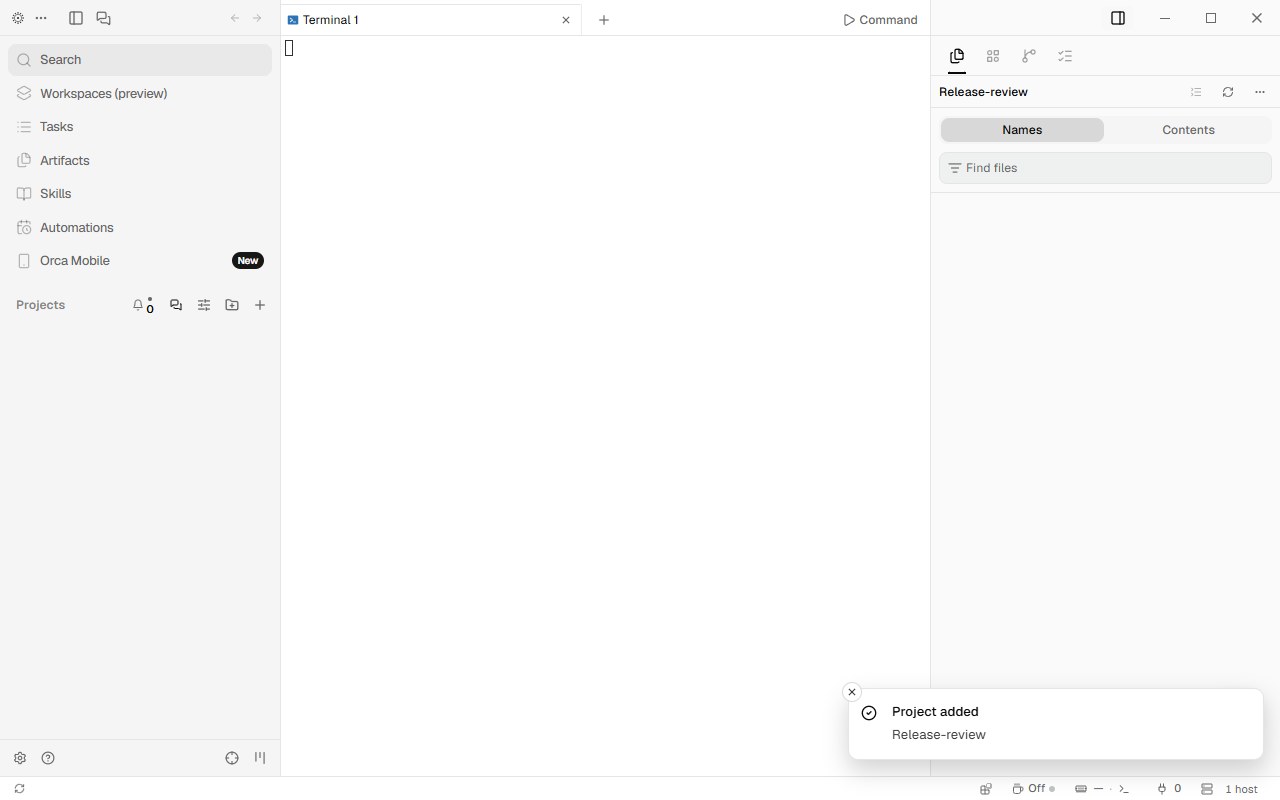 Terminal 1
Command
Search
Workspaces (preview)
Tasks
Artifacts
Skills
Automations
Orca Mobile
New
Projects
0
Release-review
Names
Contents
Find files
Project added
Release-review
Off
0
1 host